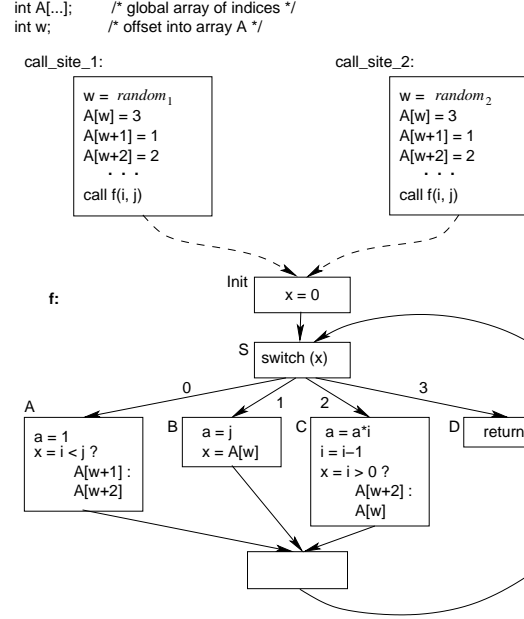 int A[...];    /* global array of indices */
int w;    /* offset into array A */
call_site_1:
w = random1
A[w] = 3
A[w+1] = 1
A[w+2] = 2
. . .
call f(i, j)
call_site_2:
w = random2
A[w] = 3
A[w+1] = 1
A[w+2] = 2
. . .
call f(i, j)
f:
Init
x = 0
S
switch (x)
0
1
2
3
A
a = 1
x = i < j ?
A[w+1] :
A[w+2]
B
a = j
x = A[w]
C
a = a*i
i = i−1
x = i > 0 ?
A[w+2] :
A[w]
D
return